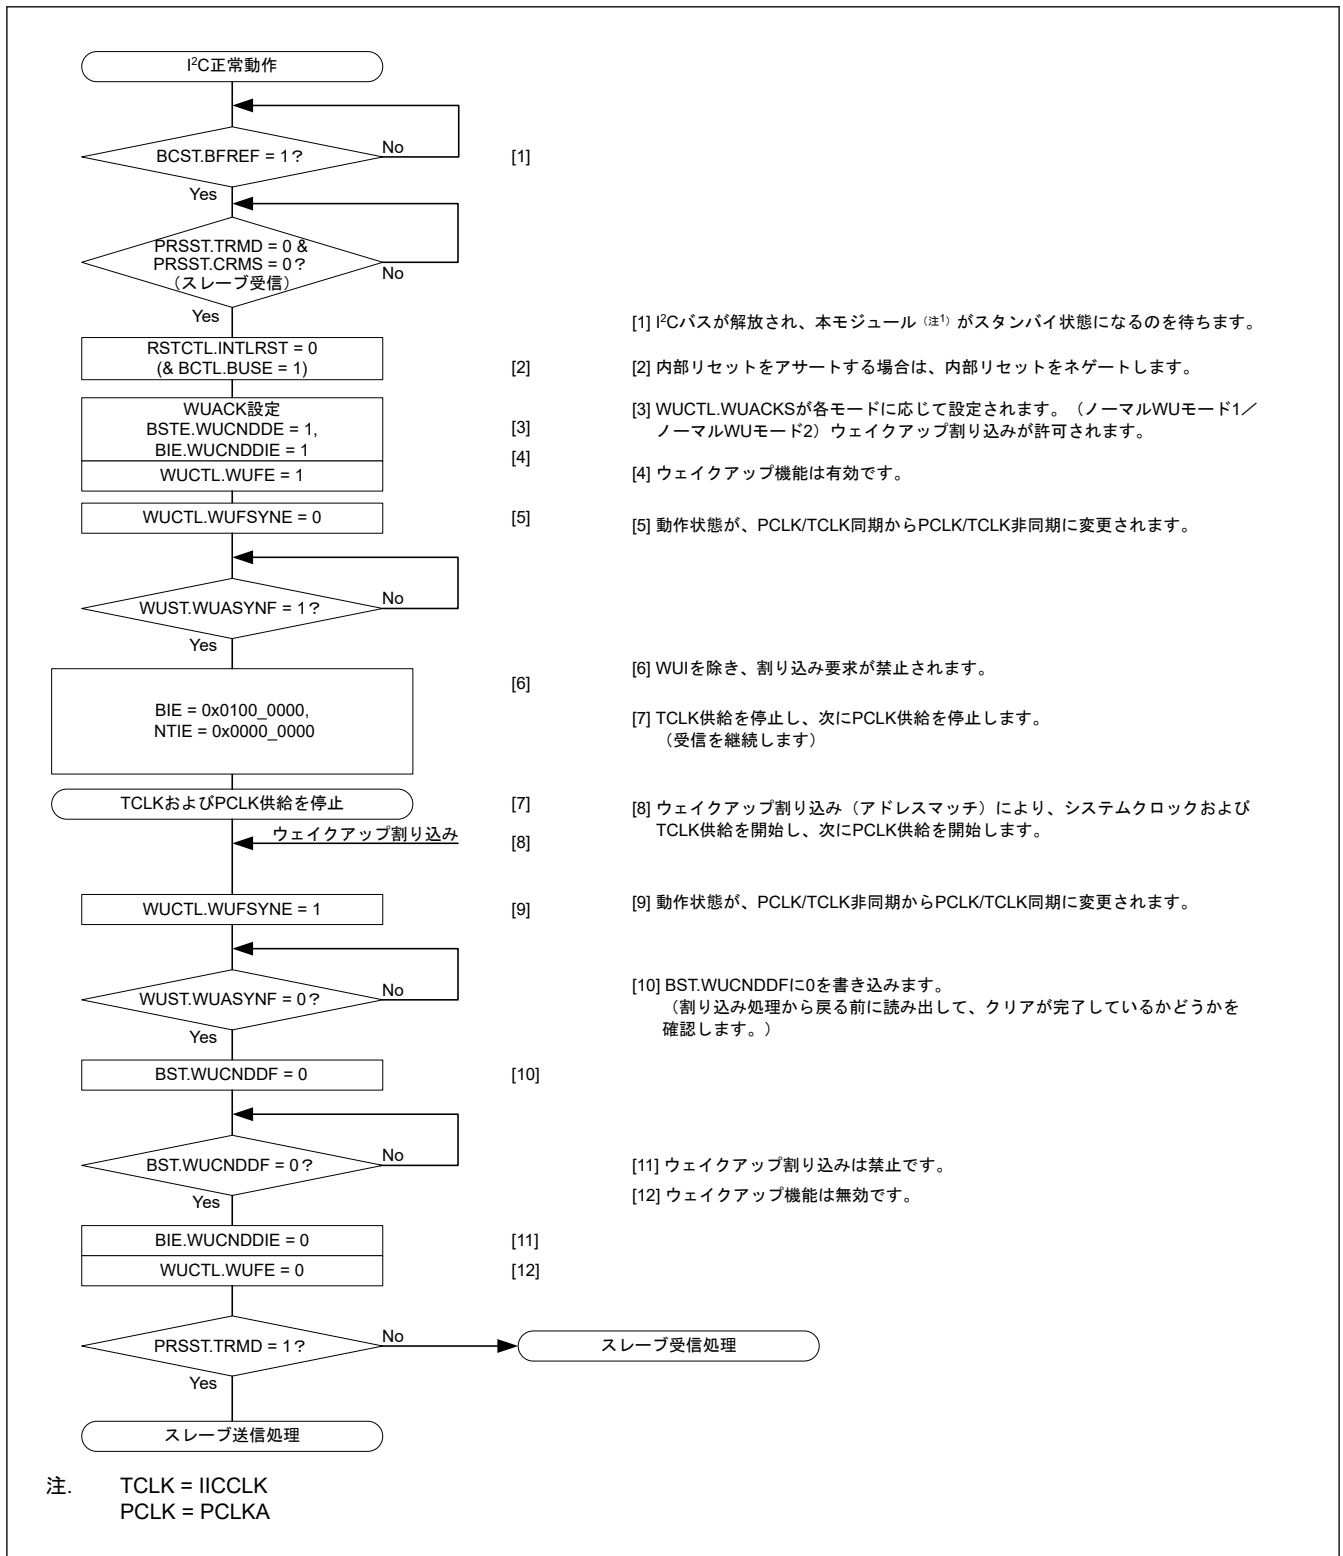 I²C正常動作
BCST.BFREF = 1?
No
[1]
Yes
PRSST.TRMD = 0 &
PRSST.CRMS = 0?
(スレーブ受信)
No
Yes
[1] I²Cバスが解放され、本モジュール（注1）がスタンバイ状態になるのを待ちます。
RSTCTL.INTLRST = 0
(& BCTL.BUSE = 1)
[2]
[2] 内部リセットをアサートする場合は、内部リセットをネゲートします。
WUACK設定
BSTE.WUCNDDE = 1,
BIE.WUCNDDIE = 1
[3]
[3] WUCTL.WUACKSが各モードに応じて設定されます。（ノーマルWUモード1／
ノーマルWUモード2）ウェイクアップ割り込みが許可されます。
[4]
WUCTL.WUFE = 1
[4] ウェイクアップ機能は有効です。
WUCTL.WUFSYNE = 0
[5]
[5] 動作状態が、PCLK/TCLK同期からPCLK/TCLK非同期に変更されます。
WUST.WUASYNF = 1?
No
Yes
[6]
[6] WUIを除き、割り込み要求が禁止されます。
BIE = 0x0100_0000,
NTIE = 0x0000_0000
[7] TCLK供給を停止し、次にPCLK供給を停止します。
（受信を継続します）
TCLKおよびPCLK供給を停止
[7]
ウェイクアップ割り込み
[8]
[8] ウェイクアップ割り込み（アドレスマッチ）により、システムクロックおよび
TCLK供給を開始し、次にPCLK供給を開始します。
WUCTL.WUFSYNE = 1
[9]
[9] 動作状態が、PCLK/TCLK非同期からPCLK/TCLK同期に変更されます。
WUST.WUASYNF = 0?
No
Yes
[10] BST.WUCNDDFに0を書き込みます。
（割り込み処理から戻る前に読み出して、クリアが完了しているかどうかを
確認します。）
BST.WUCNDDF = 0
[10]
BST.WUCNDDF = 0?
No
Yes
[11] ウェイクアップ割り込みは禁止です。
[12] ウェイクアップ機能は無効です。
BIE.WUCNDDIE = 0
[11]
WUCTL.WUFE = 0
[12]
PRSST.TRMD = 1?
No
スレーブ受信処理
Yes
スレーブ送信処理
注. TCLK = IICCLK
PCLK = PCLKA